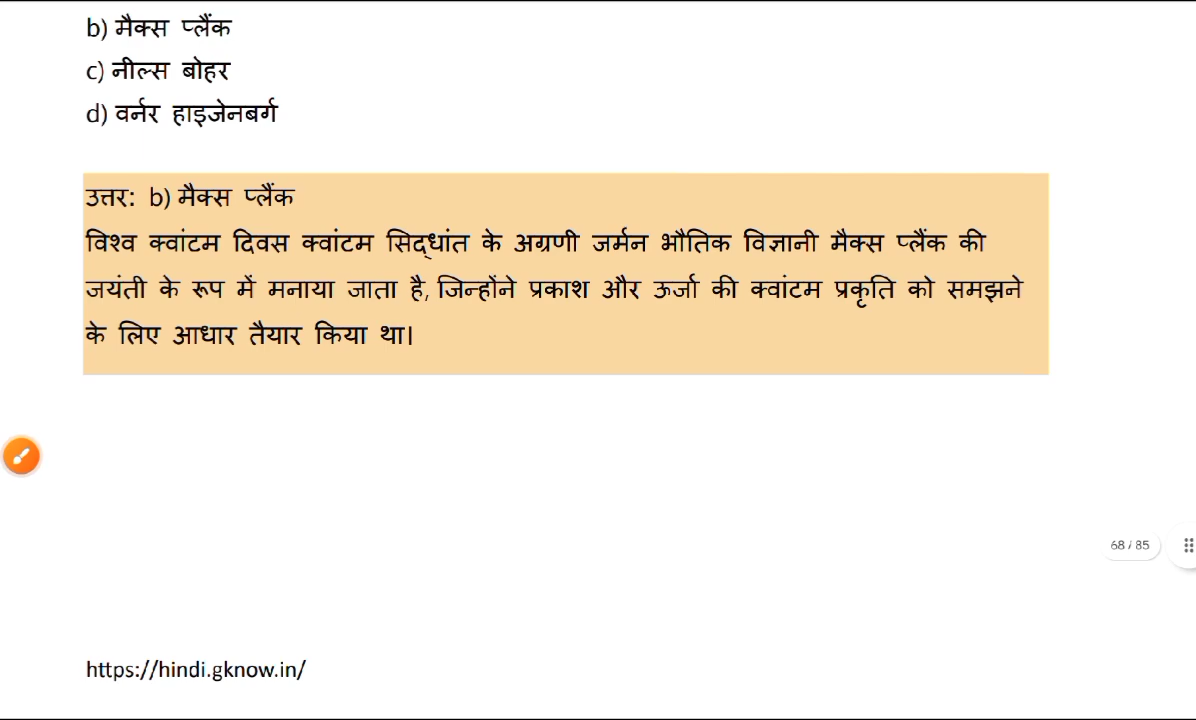 b) मैक्स प्लैंक
c) नील्स बोहर
d) वर्नर हाइजेनबर्ग
उत्तर: b) मैक्स प्लैंक
विश्व क्वांटम दिवस क्वांटम सिद्धांत के अग्रणी जर्मन भौतिक विज्ञानी मैक्स प्लैंक की
जयंती के रूप में मनाया जाता है, जिन्होंने प्रकाश और ऊर्जा की क्वांटम प्रकृति को समझने
के लिए आधार तैयार किया था।
68 / 85
https://hindi.gknow.in/